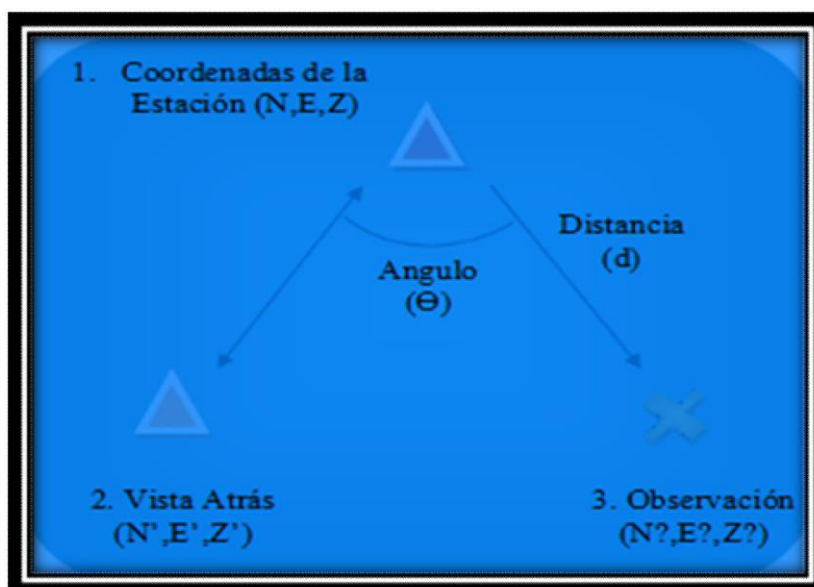 1. Coordenadas de la
Estación (N,E,Z)
Distancia
(d)
Angulo
(Ө)
2. Vista Atrás
(N’,E’,Z’)
3. Observación
(N?,E?,Z?)